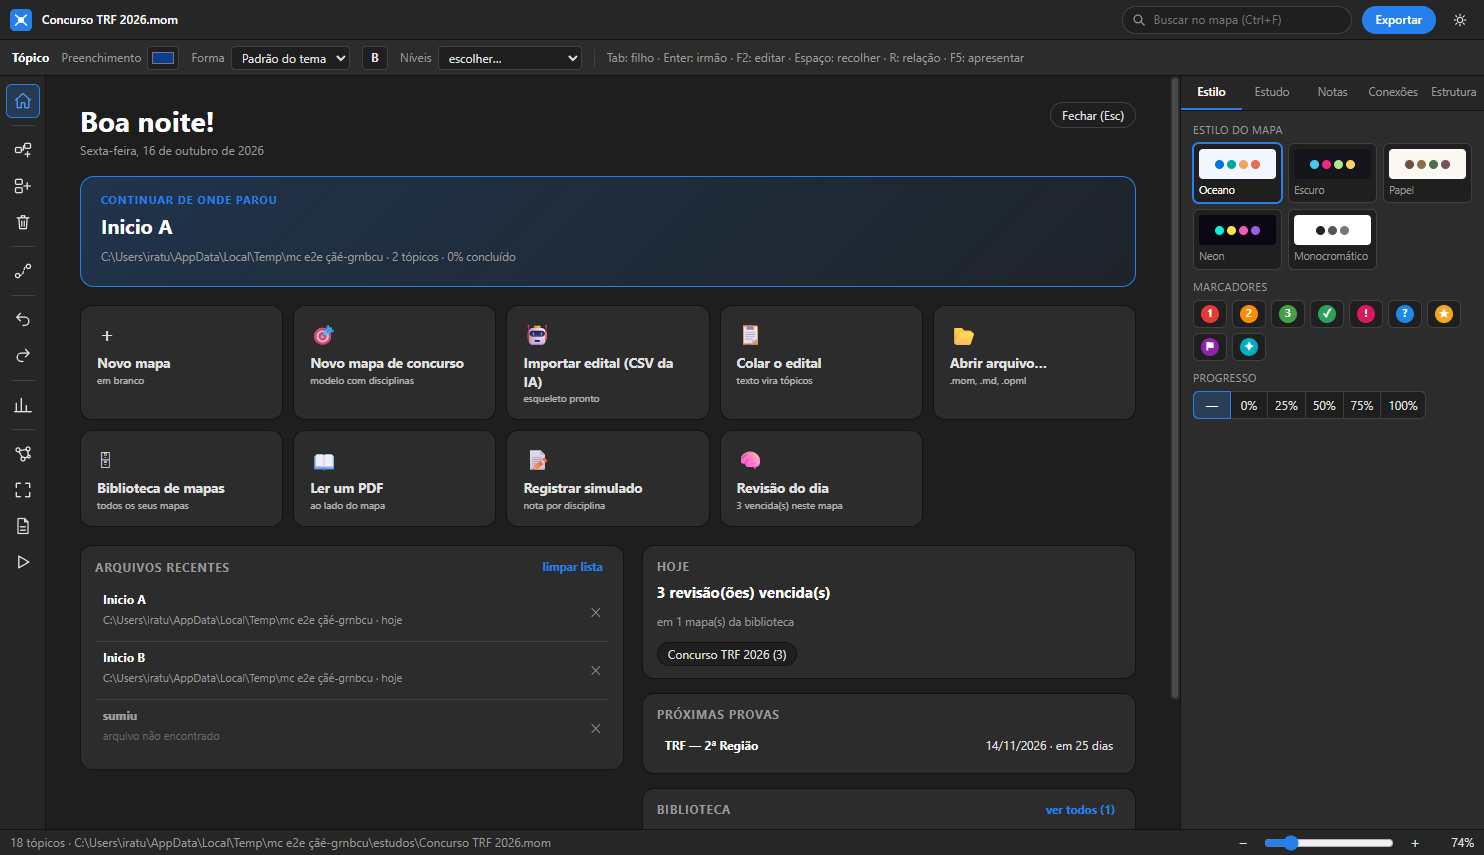 Concurso TRF 2026.mom
Buscar no mapa (Ctrl+F)
Exportar
Tópico
Preenchimento
Forma
Padrão do tema
B
Níveis
escolher...
Tab: filho · Enter: irmão · F2: editar · Espaço: recolher · R: relação · F5: apresentar
Boa noite!
Sexta-feira, 16 de outubro de 2026
Fechar (Esc)
CONTINUAR DE ONDE PAROU
Inicio A
C:\Users\iratu\AppData\Local\Temp\mc e2e çãé-grnbcu · 2 tópicos · 0% concluído
Novo mapa
em branco
Novo mapa de concurso
modelo com disciplinas
Importar edital (CSV da
IA)
esqueleto pronto
Colar o edital
texto vira tópicos
Abrir arquivo...
.mom, .md, .opml
Biblioteca de mapas
todos os seus mapas
Ler um PDF
ao lado do mapa
Registrar simulado
nota por disciplina
Revisão do dia
3 vencida(s) neste mapa
ARQUIVOS RECENTES
limpar lista
Inicio A
C:\Users\iratu\AppData\Local\Temp\mc e2e çãé-grnbcu · hoje
Inicio B
C:\Users\iratu\AppData\Local\Temp\mc e2e çãé-grnbcu · hoje
sumiu
arquivo não encontrado
HOJE
3 revisão(ões) vencida(s)
em 1 mapa(s) da biblioteca
Concurso TRF 2026 (3)
PRÓXIMAS PROVAS
TRF — 2ª Região
14/11/2026 · em 25 dias
BIBLIOTECA
ver todos (1)
Estilo
Estudo
Notas
Conexões
Estrutura
ESTILO DO MAPA
Oceano
Escuro
Papel
Neon
Monocromático
MARCADORES
1
2
3
!
?
PROGRESSO
—
0%
25%
50%
75%
100%
18 tópicos · C:\Users\iratu\AppData\Local\Temp\mc e2e çãé-grnbcu\estudos\Concurso TRF 2026.mom
74%